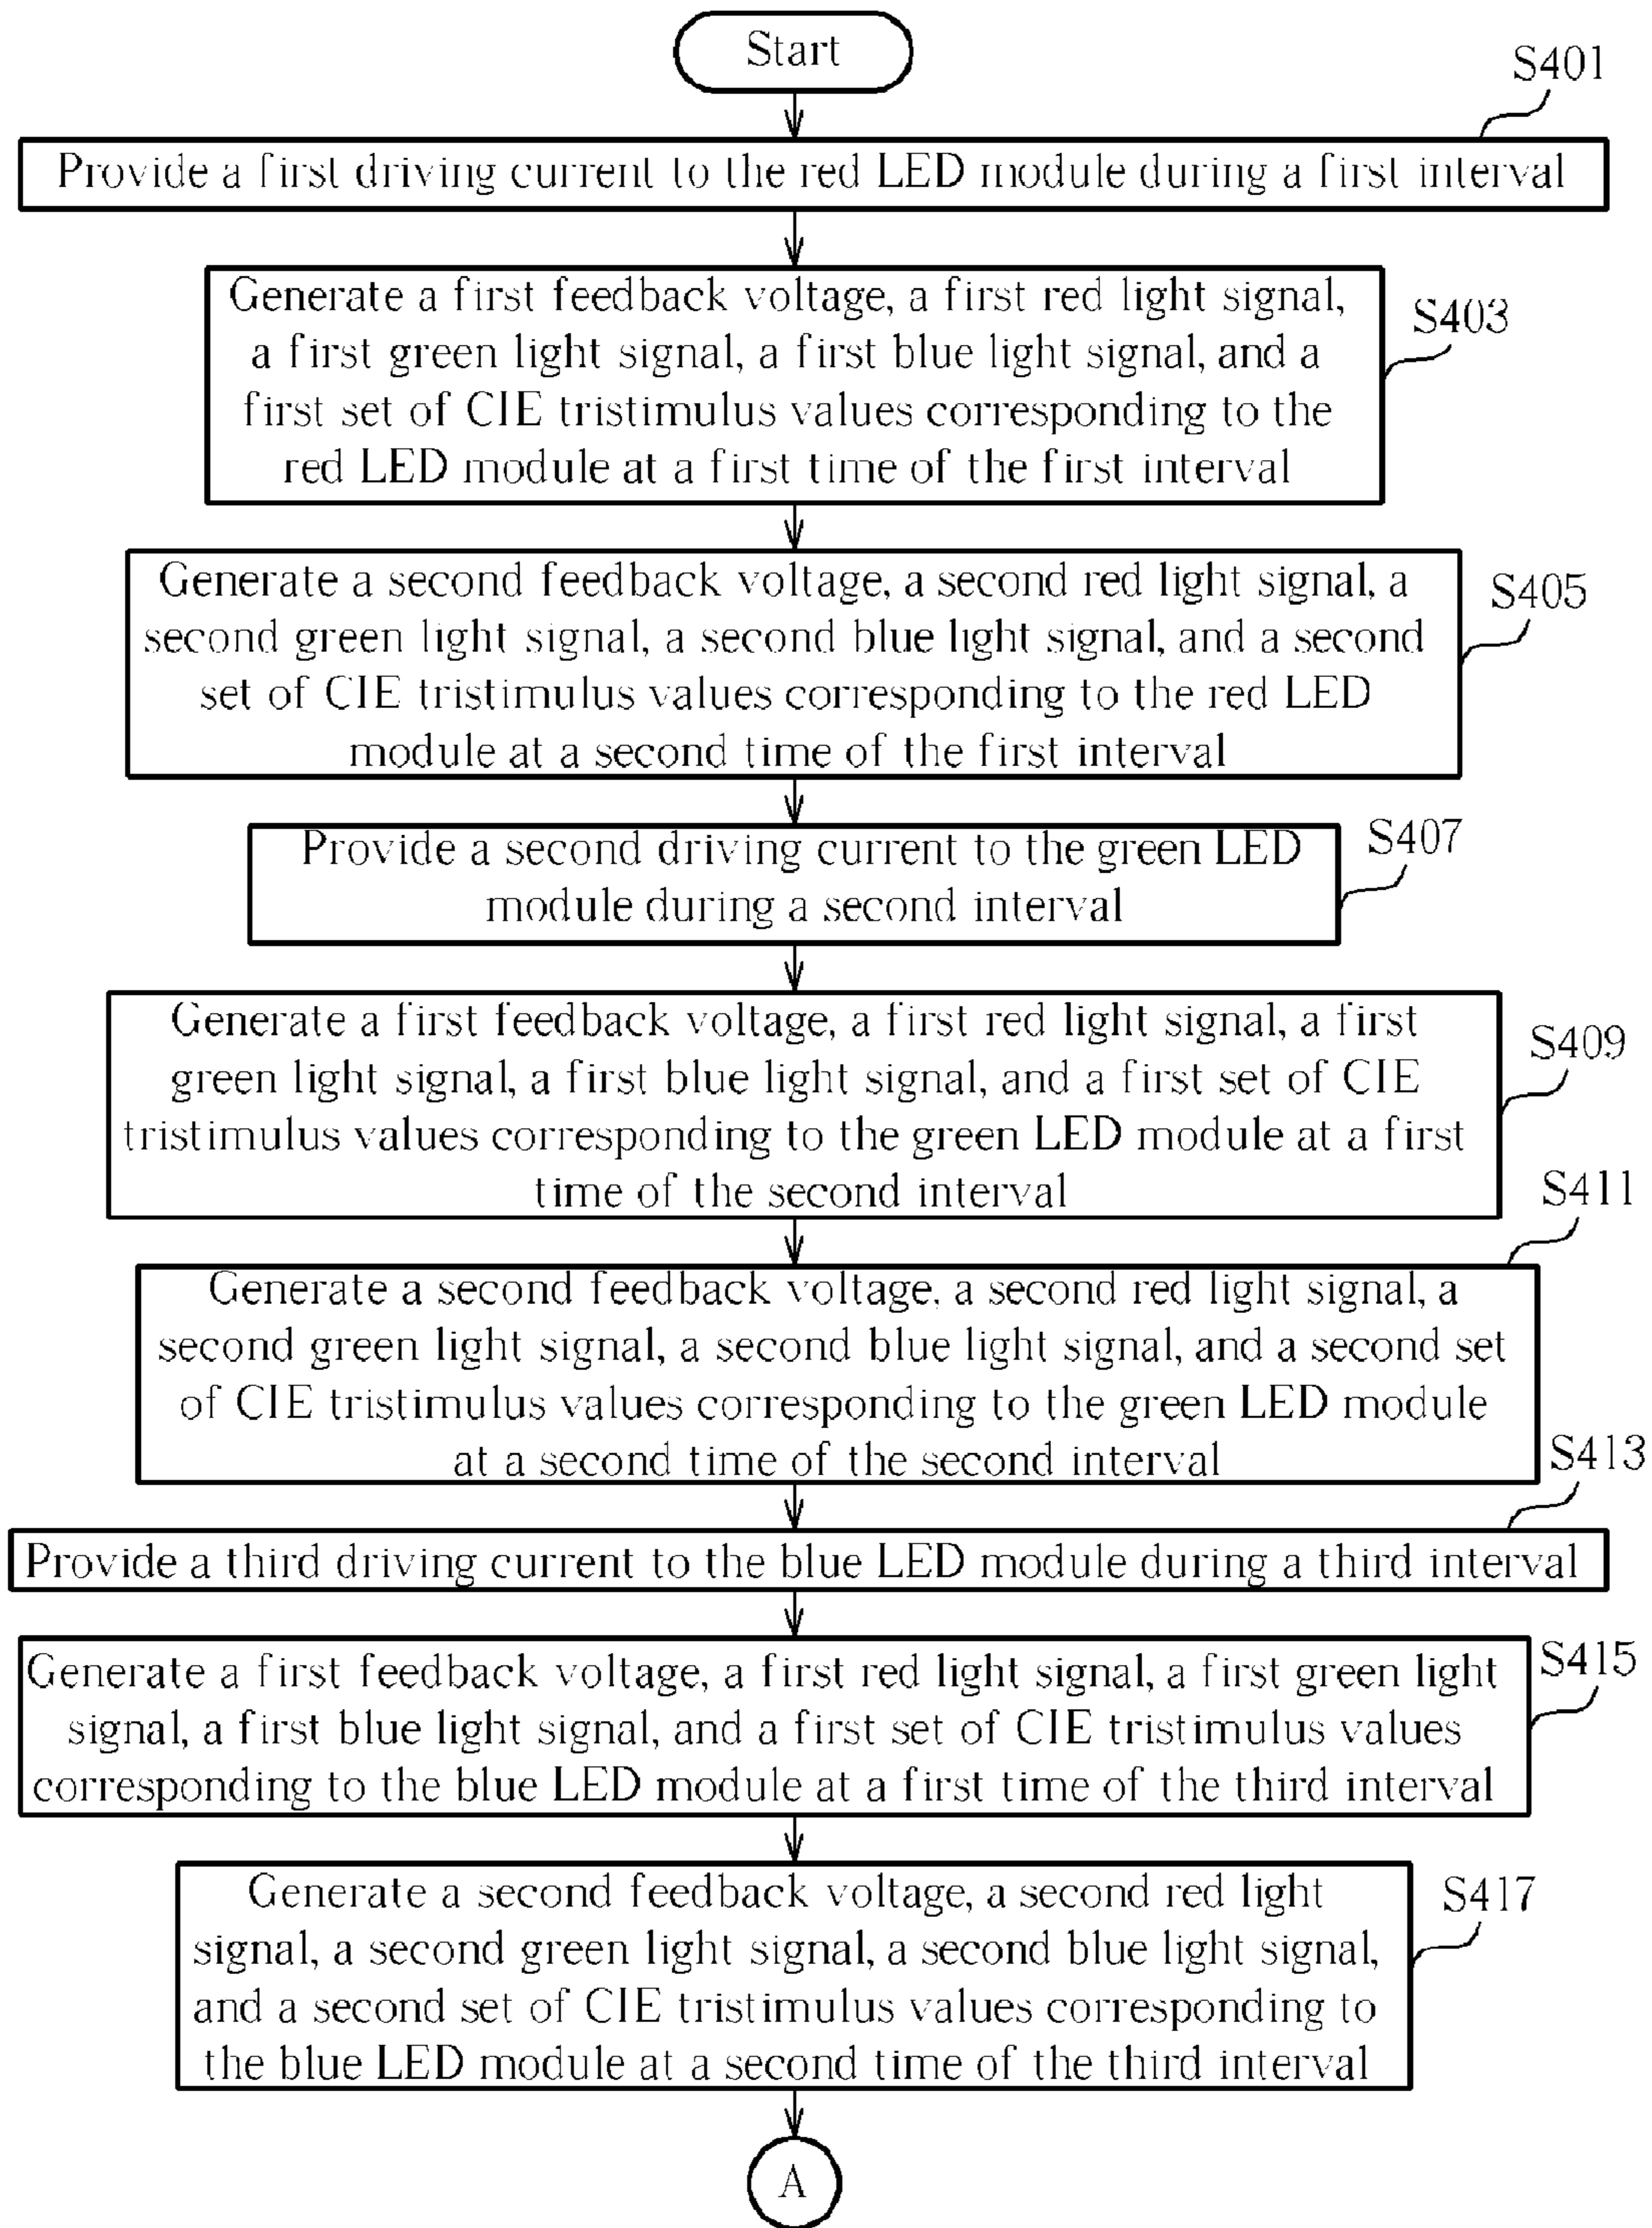 Start
S401
Provide a first driving current to the red LED module during a first interval
Generate a first feedback voltage, a first red light signal,
a first green light signal, a first blue light signal, and a
first set of CIE tristimulus values corresponding to the
red LED module at a first time of the first interval
S403
Generate a second feedback voltage, a second red light signal, a
second green light signal, a second blue light signal, and a second
set of CIE tristimulus values corresponding to the red LED
module at a second time of the first interval
S405
Provide a second driving current to the green LED
module during a second interval
S407
Generate a first feedback voltage, a first red light signal, a first
green light signal, a first blue light signal, and a first set of CIE
tristimulus values corresponding to the green LED module at a first
time of the second interval
S409
S411
Generate a second feedback voltage, a second red light signal, a
second green light signal, a second blue light signal, and a second set
of CIE tristimulus values corresponding to the green LED module
at a second time of the second interval
S413
Provide a third driving current to the blue LED module during a third interval
Generate a first feedback voltage, a first red light signal, a first green light
signal, a first blue light signal, and a first set of CIE tristimulus values
corresponding to the blue LED module at a first time of the third interval
S415
Generate a second feedback voltage, a second red light
signal, a second green light signal, a second blue light signal,
and a second set of CIE tristimulus values corresponding to
the blue LED module at a second time of the third interval
S417
A